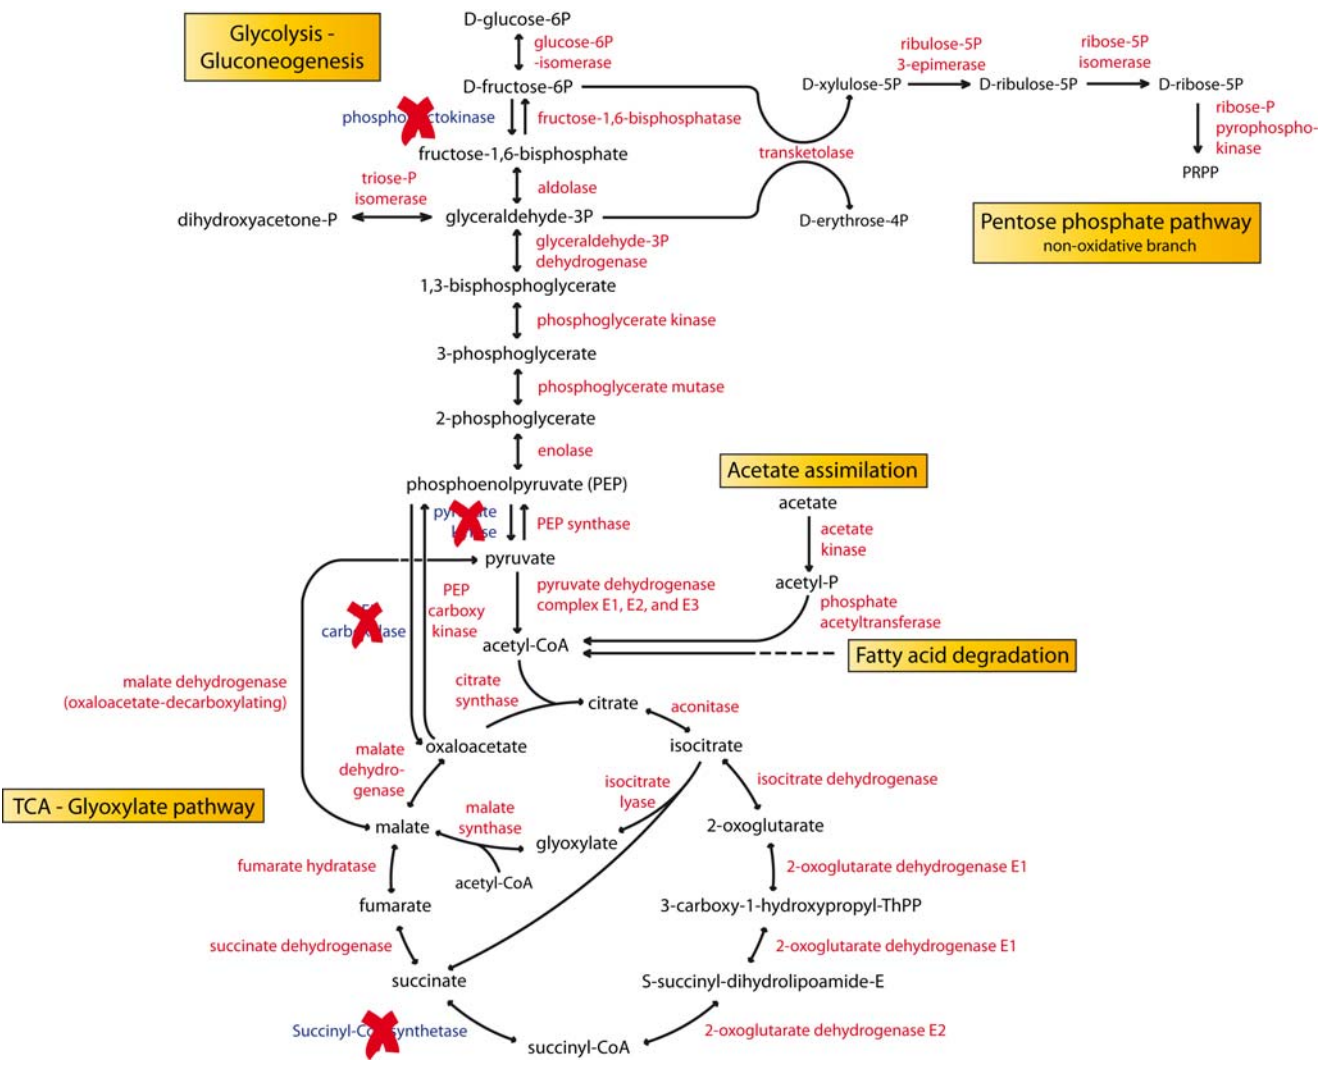 Glycolysis -
Gluconeogenesis
D-glucose-6P
glucose-6P
-isomerase
D-fructose-6P
fructose-1,6-bisphosphatase
fructose-1,6-bisphosphate
aldolase
triose-P
isomerase
dihydroxyacetone-P
glyceraldehyde-3P
transketolase
D-xylulose-5P
ribulose-5P
3-epimerase
D-ribulose-5P
ribose-5P
isomerase
D-ribose-5P
ribose-P
pyrophospho-
kinase
PRPP
D-erythrose-4P
Pentose phosphate pathway
non-oxidative branch
glyceraldehyde-3P
dehydrogenase
1,3-bisphosphoglycerate
phosphoglycerate kinase
3-phosphoglycerate
phosphoglycerate mutase
2-phosphoglycerate
enolase
phosphoenolpyruvate (PEP)
PEP synthase
pyruvate
PEP
carboxy
kinase
pyruvate dehydrogenase
complex E1, E2, and E3
acetyl-CoA
Acetate assimilation
acetate
acetate
kinase
acetyl-P
phosphate
acetyltransferase
Fatty acid degradation
malate dehydrogenase
(oxaloacetate-decarboxylating)
citrate
synthase
citrate
aconitase
oxaloacetate
isocitrate
malate
dehydro-
genase
isocitrate
lyase
isocitrate dehydrogenase
TCA - Glyoxylate pathway
malate
malate
synthase
glyoxylate
acetyl-CoA
2-oxoglutarate
fumarate hydratase
2-oxoglutarate dehydrogenase E1
fumarate
3-carboxy-1-hydroxypropyl-ThPP
succinate dehydrogenase
2-oxoglutarate dehydrogenase E1
succinate
S-succinyl-dihydrolipoamide-E
2-oxoglutarate dehydrogenase E2
succinyl-CoA